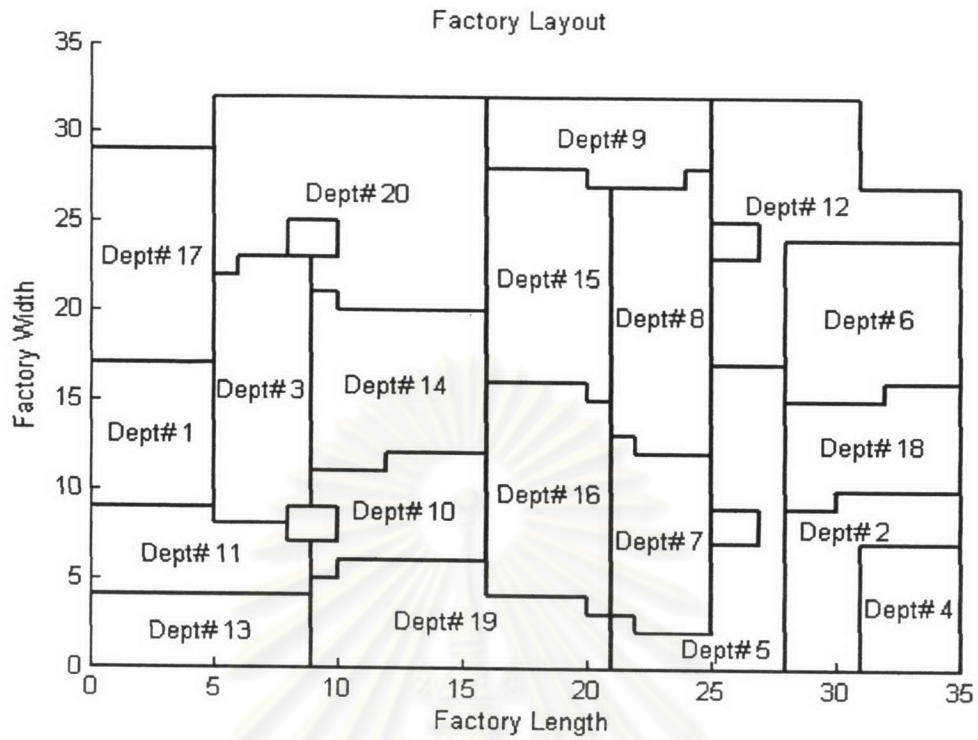 Factory Layout
35
30
25
20
15
10
5
0
Factory Width
Dept# 9
Dept# 20
Dept# 12
Dept# 17
Dept# 15
Dept# 8
Dept# 6
Dept# 3
Dept# 14
Dept# 1
Dept# 18
Dept# 16
Dept# 10
Dept# 2
Dept# 7
Dept# 11
Dept# 4
Dept# 19
Dept# 13
Dept# 5
0 5 10 15 20 25 30 35
Factory Length